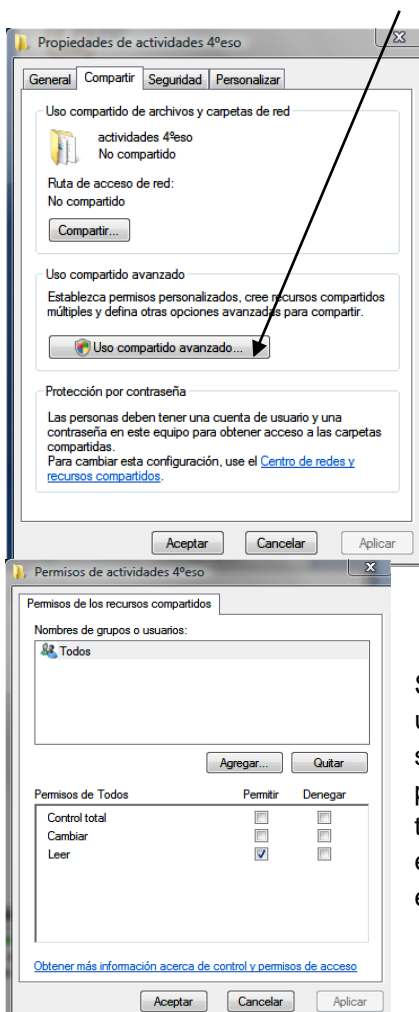 Propiedades de actividades 4ºeso
General Compartir Seguridad Personalizar
Uso compartido de archivos y carpetas de red
actividades 4ºeso
No compartido
Ruta de acceso de red:
No compartido
Compartir...
Uso compartido avanzado
Establezca permisos personalizados, cree recursos compartidos
múltiples y defina otras opciones avanzadas para compartir.
Uso compartido avanzado...
Protección por contraseña
Las personas deben tener una cuenta de usuario y una
contraseña en este equipo para obtener acceso a las carpetas
compartidas.
Para cambiar esta configuración, use el Centro de redes y
recursos compartidos.
Aceptar Cancelar Aplicar
Permisos de actividades 4ºeso
Permisos de los recursos compartidos
Nombres de grupos o usuarios:
Todos
Agregar... Quitar
Permisos de Todos Permitir Denegar
Control total
Cambiar
Leer
Obtener más información acerca de control y permisos de acceso
Aceptar Cancelar Aplicar